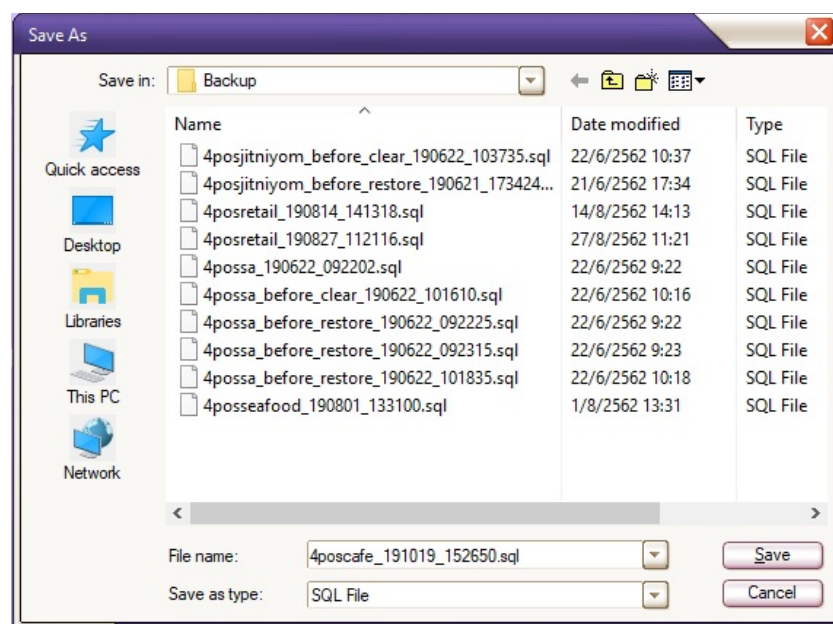 Save As
Save in: Backup
Name Date modified Type
4posjitniyom_before_clear_190622_103735.sql 22/6/2562 10:37 SQL File
4posjitniyom_before_restore_190621_173424... 21/6/2562 17:34 SQL File
4posretail_190814_141318.sql 14/8/2562 14:13 SQL File
4posretail_190827_112116.sql 27/8/2562 11:21 SQL File
4possa_190622_092202.sql 22/6/2562 9:22 SQL File
4possa_before_clear_190622_101610.sql 22/6/2562 10:16 SQL File
4possa_before_restore_190622_092225.sql 22/6/2562 9:22 SQL File
4possa_before_restore_190622_092315.sql 22/6/2562 9:23 SQL File
4possa_before_restore_190622_101835.sql 22/6/2562 10:18 SQL File
4posseafood_190801_133100.sql 1/8/2562 13:31 SQL File
Quick access
Desktop
Libraries
This PC
Network
File name: 4poscafe_191019_152650.sql Save
Save as type: SQL File Cancel